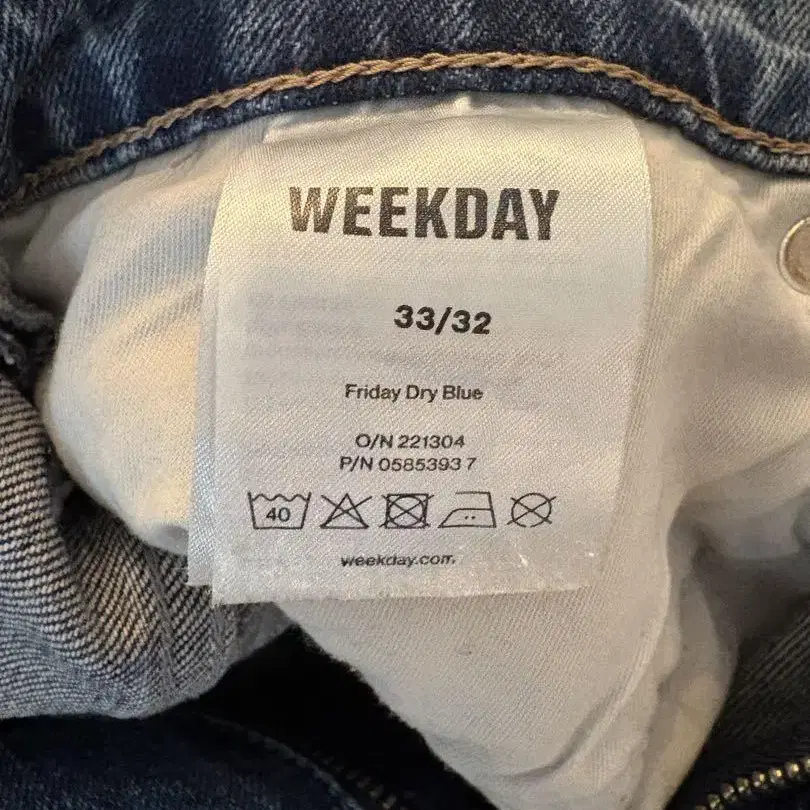 WEEKDAY
33/32
Friday Dry Blue
O/N 221304
P/N 0585393 7
40
weekday.com